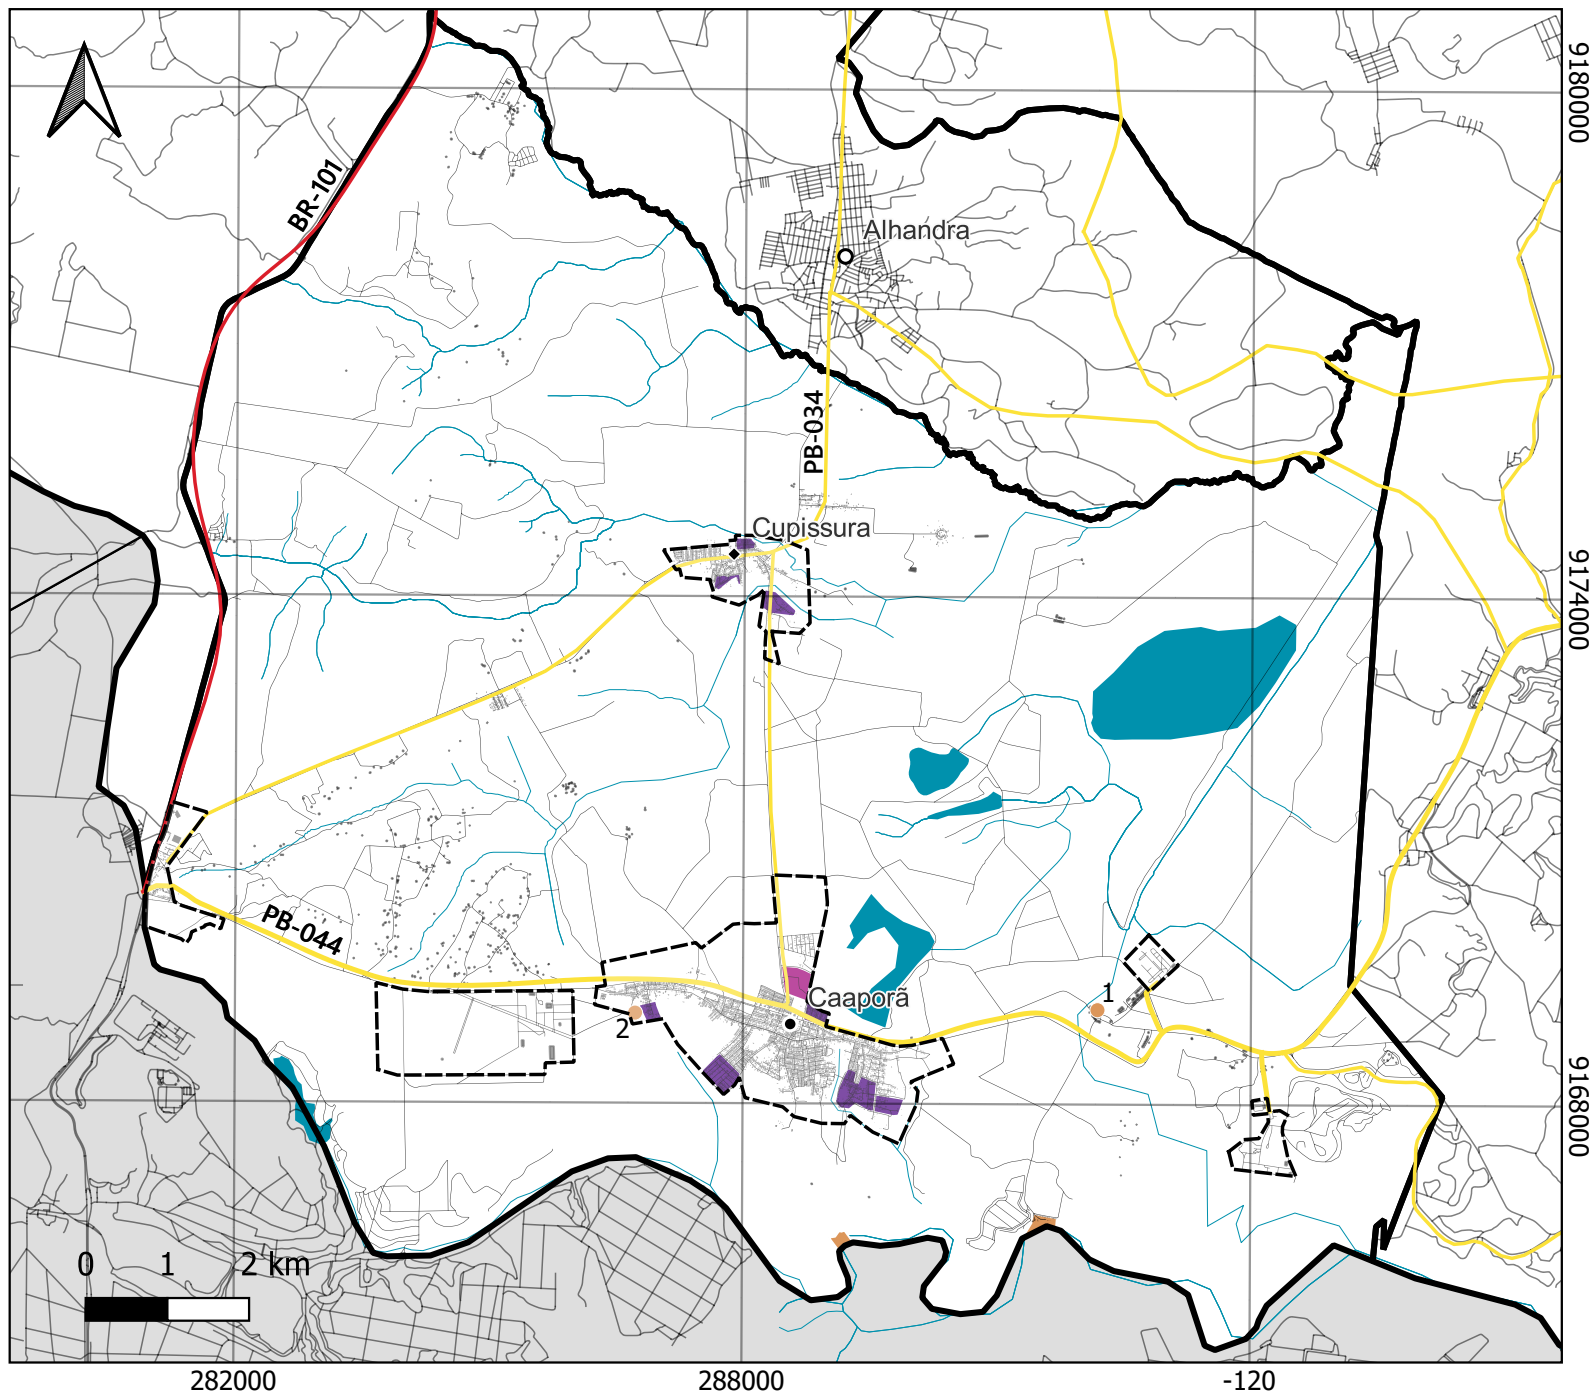 9180000
BR-101
Alhandra
PB-034
Cupissura
9174000
PB-044
Caaporã
1
2
9168000
0 1 2 km
282000 288000 -120